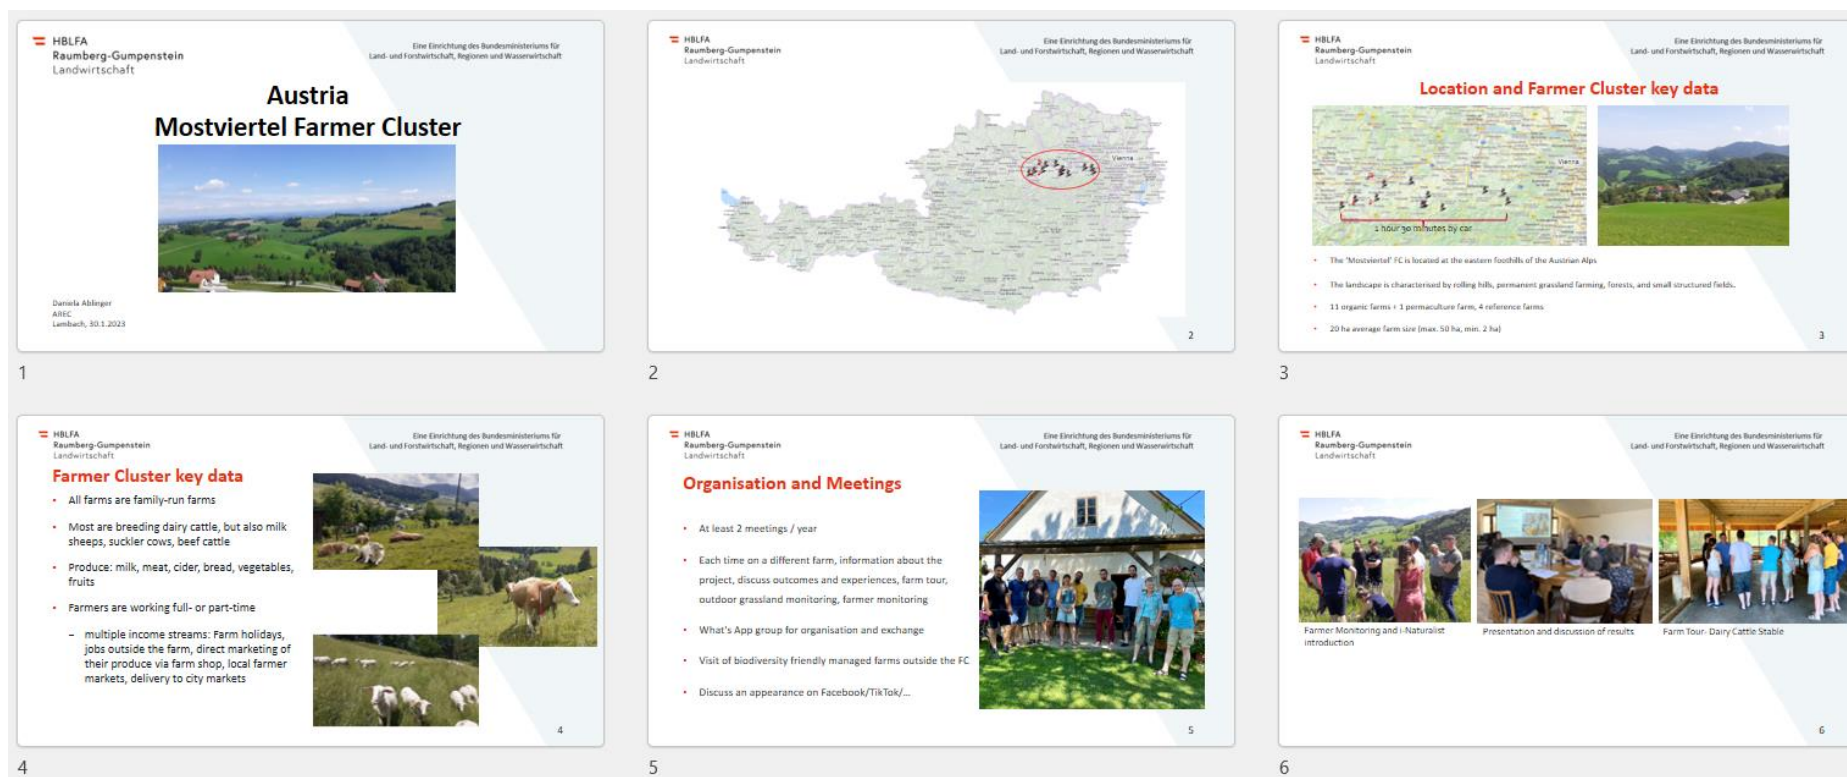 HBLFA
Raumberg-Gumpenstein
Landwirtschaft
Eine Einrichtung des Bundesministeriums für
Land- und Forstwirtschaft, Regionen und Wasserwirtschaft
Austria
Mostviertel Farmer Cluster
Daniela Ablinger
AREC
Lambach, 30.1.2023
1
HBLFA
Raumberg-Gumpenstein
Landwirtschaft
Eine Einrichtung des Bundesministeriums für
Land- und Forstwirtschaft, Regionen und Wasserwirtschaft
Vienna
2
2
HBLFA
Raumberg-Gumpenstein
Landwirtschaft
Eine Einrichtung des Bundesministeriums für
Land- und Forstwirtschaft, Regionen und Wasserwirtschaft
Location and Farmer Cluster key data
Vienna
1 hour 30 minutes by car
• The 'Mostviertel' FC is located at the eastern foothills of the Austrian Alps
• The landscape is characterised by rolling hills, permanent grassland farming, forests, and small structured fields.
• 11 organic farms + 1 permaculture farm, 4 reference farms
• 20 ha average farm size (max. 50 ha, min. 2 ha)
3
3
HBLFA
Raumberg-Gumpenstein
Landwirtschaft
Eine Einrichtung des Bundesministeriums für
Land- und Forstwirtschaft, Regionen und Wasserwirtschaft
Farmer Cluster key data
• All farms are family-run farms
• Most are breeding dairy cattle, but also milk
sheeps, suckler cows, beef cattle
• Produce: milk, meat, cider, bread, vegetables,
fruits
• Farmers are working full- or part-time
– multiple income streams: Farm holidays,
jobs outside the farm, direct marketing of
their produce via farm shop, local farmer
markets, delivery to city markets
4
4
HBLFA
Raumberg-Gumpenstein
Landwirtschaft
Eine Einrichtung des Bundesministeriums für
Land- und Forstwirtschaft, Regionen und Wasserwirtschaft
Organisation and Meetings
• At least 2 meetings / year
• Each time on a different farm, information about the
project, discuss outcomes and experiences, farm tour,
outdoor grassland monitoring, farmer monitoring
• What's App group for organisation and exchange
• Visit of biodiversity friendly managed farms outside the FC
• Discuss an appearance on Facebook/TikTok/...
5
5
HBLFA
Raumberg-Gumpenstein
Landwirtschaft
Eine Einrichtung des Bundesministeriums für
Land- und Forstwirtschaft, Regionen und Wasserwirtschaft
Farmer Monitoring and i-Naturalist
introduction
Presentation and discussion of results
Farm Tour- Dairy Cattle Stable
6
6